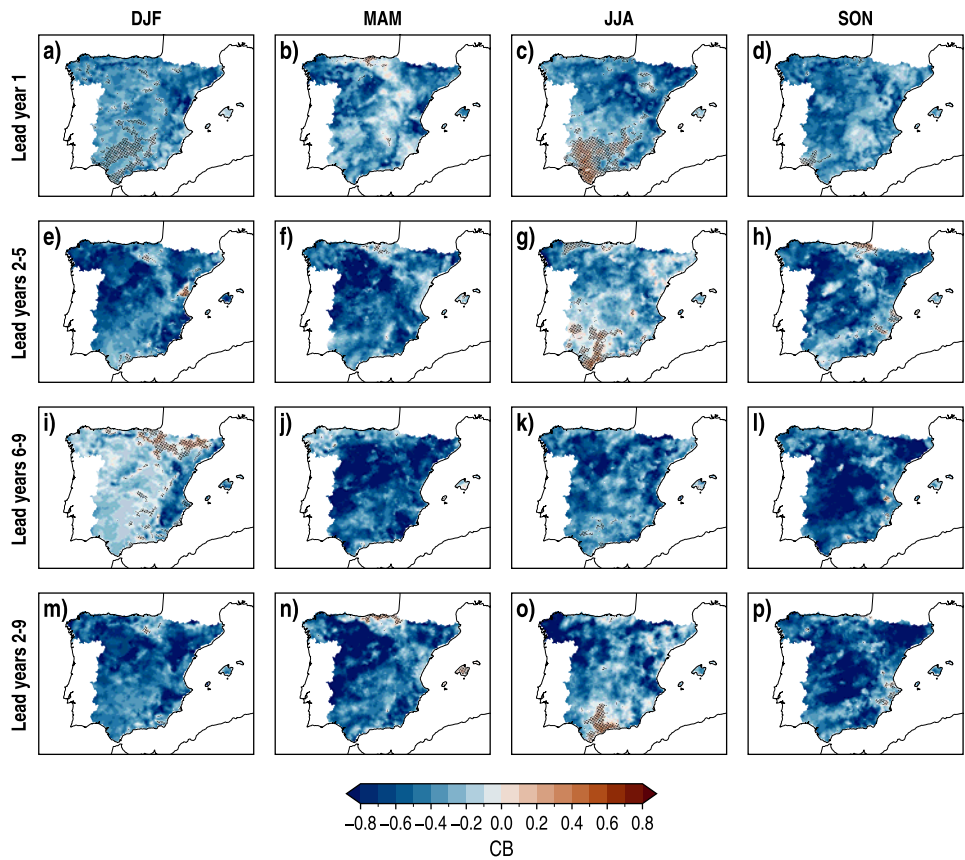 DJF MAM JJA SON
Lead year 1
a) b) c) d)
Lead years 2-5
e) f) g) h)
Lead years 6-9
i) j) k) l)
Lead years 2-9
m) n) o) p)
−0.8 −0.6 −0.4 −0.2 0.0 0.2 0.4 0.6 0.8
CB